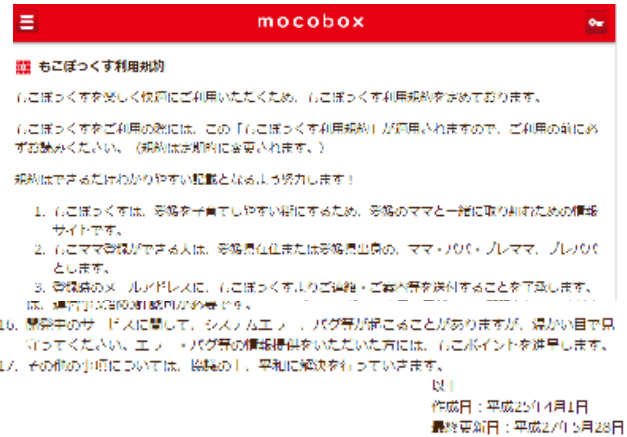 mocobox
もこぼっくす利用規約
もこぼっくすを楽しく快適にご利用いただくため、もこぼっくす利用規約を定めております。
もこぼっくすをご利用の際には、この「もこぼっくす利用規約」が適用されますので、ご利用の前に必
ずお読みください。（規約は定期的に変更されます。）
規約はできるだけわかりやすい記載となるよう努力します！
1. もこぼっくすは、愛媛を子育てしやすい街にするため、愛媛のママと一緒に取り組むための情報
サイトです。
2. もこママ登録ができる人は、愛媛県在住または愛媛県出身の、ママ・パパ・プレママ、プレパパ
とします。
3. 登録時のメールアドレスに、もこぼっくすよりご連絡・ご案内等を送付することを了承します。
は、運営 が必要です。
16. 開発中のサービスに関して、システムエラー、バグ等が起こることがありますが、温かい目で見
守ってください。エラー・バグ等の情報提供をいただいた方には、もこポイントを進呈します。
17. その他の事項については、協議の上、平和に解決を行っていきます。
以上
作成日：平成25年4月1日
最終更新日：平成27年5月28日